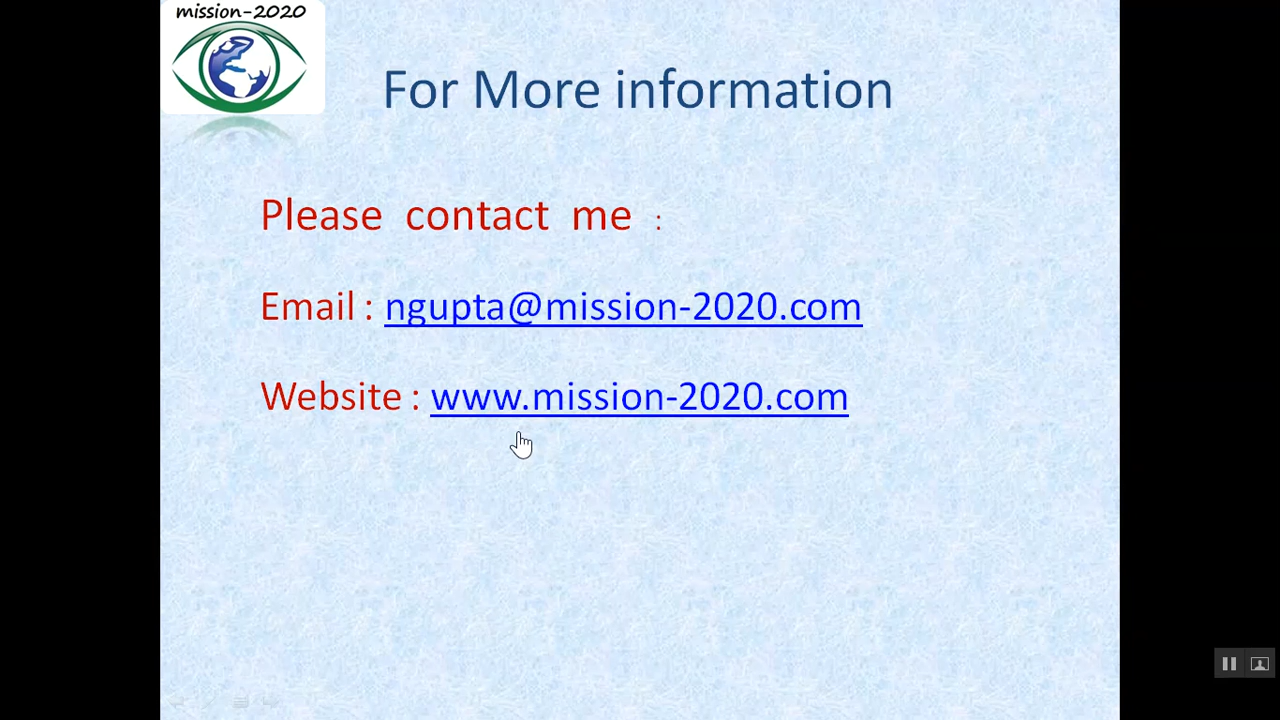 mission-2020
For More information
Please contact me :
Email : ngupta@mission-2020.com
Website : www.mission-2020.com